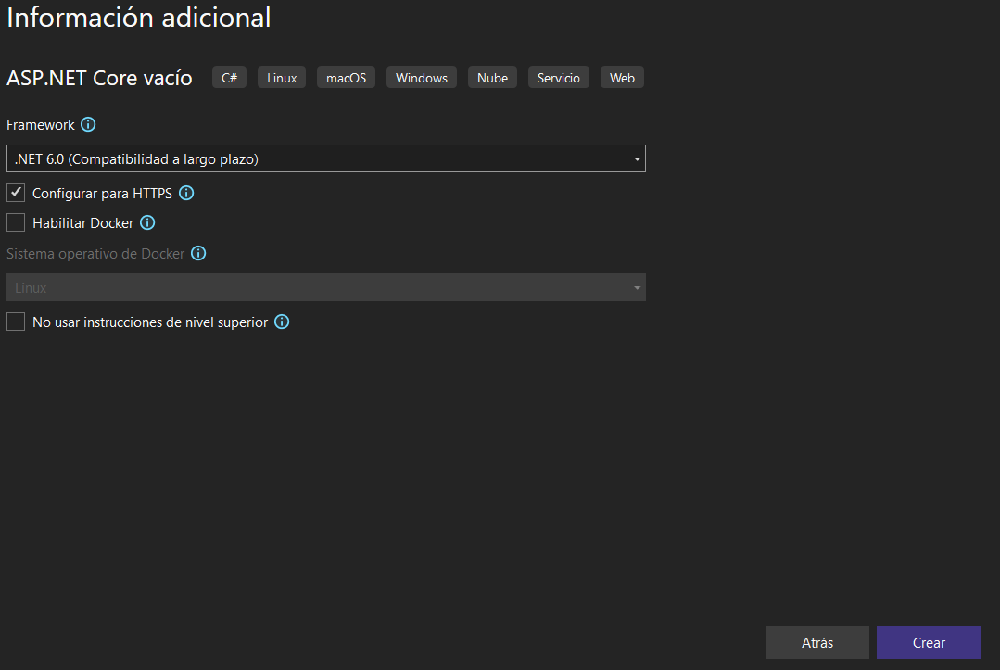 Información adicional
ASP.NET Core vacío C# Linux macOS Windows Nube Servicio Web
Framework
.NET 6.0 (Compatibilidad a largo plazo)
Configurar para HTTPS
Habilitar Docker
Sistema operativo de Docker
Linux
No usar instrucciones de nivel superior
Atrás Crear